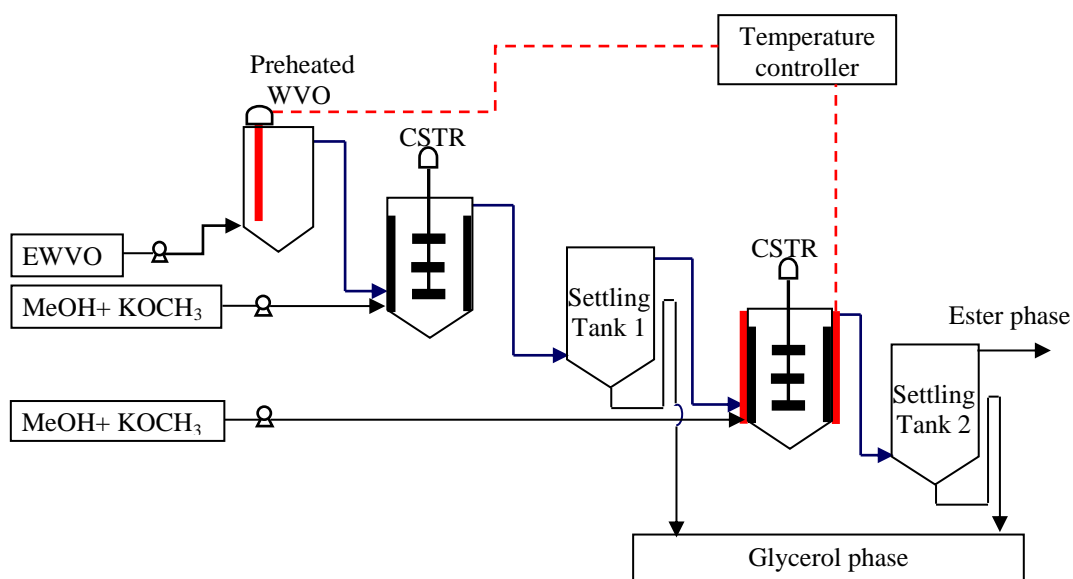 Temperature
controller
Preheated
WVO
CSTR
EWVO
MeOH+ KOCH3
CSTR
Settling
Tank 1
Ester phase
MeOH+ KOCH3
Settling
Tank 2
Glycerol phase